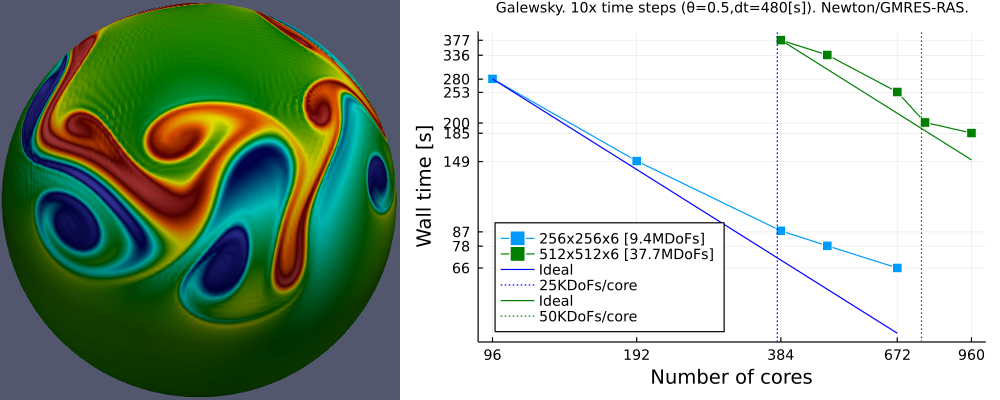 Galewsky. 10x time steps (θ=0.5,dt=480[s]). Newton/GMRES-RAS.
Wall time [s]
377
336
280
253
200
185
149
87
78
66
256x256x6 [9.4MDoFs]
512x512x6 [37.7MDoFs]
Ideal
25KDoFs/core
Ideal
50KDoFs/core
96
192
384
672
960
Number of cores